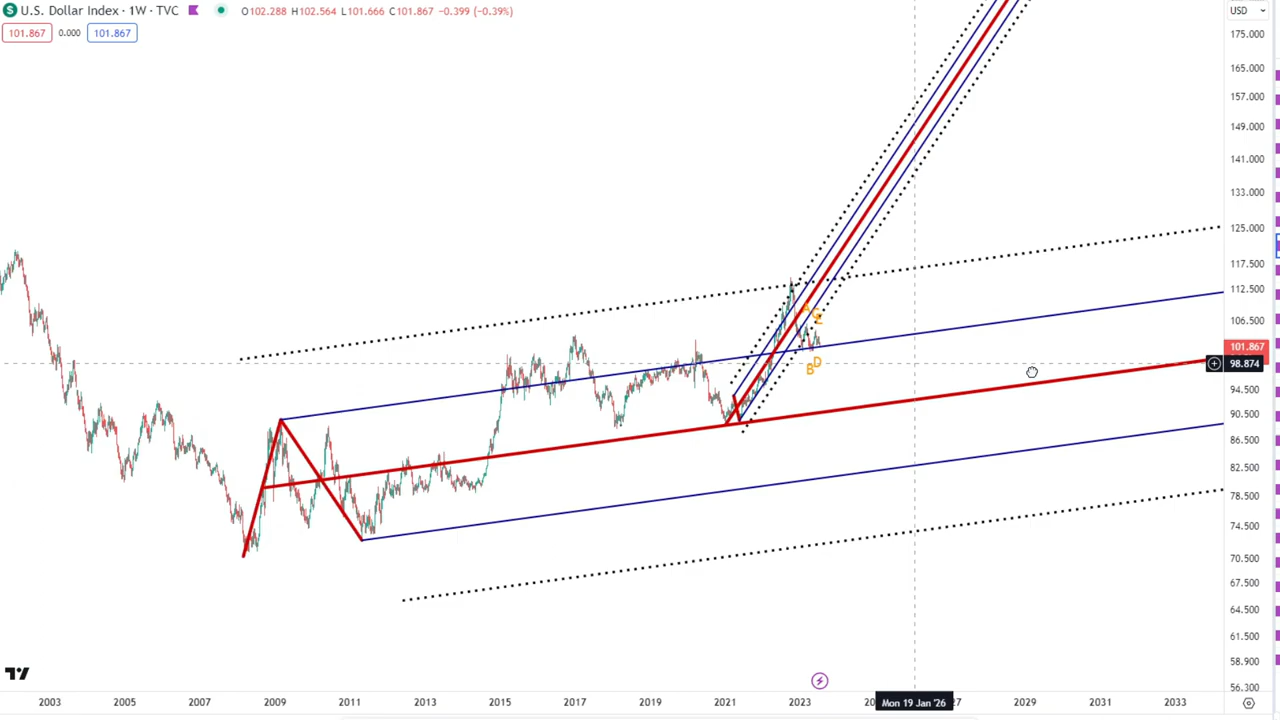 S U.S. Dollar Index · 1W · TVC O102.288 H102.564 L101.666 C101.867 -0.399 (-0.39%)
USD
101.867 0.000 101.867
175.000
165.000
157.000
149.000
141.000
133.000
125.000
117.500
112.500
106.500
101.867
98.874
94.500
90.500
86.500
82.500
78.500
74.500
70.500
67.500
64.500
61.500
58.900
56.300
A
C
E
B
D
2003 2005 2007 2009 2011 2013 2015 2017 2019 2021 2023 Mon 19 Jan '26 27 2029 2031 2033